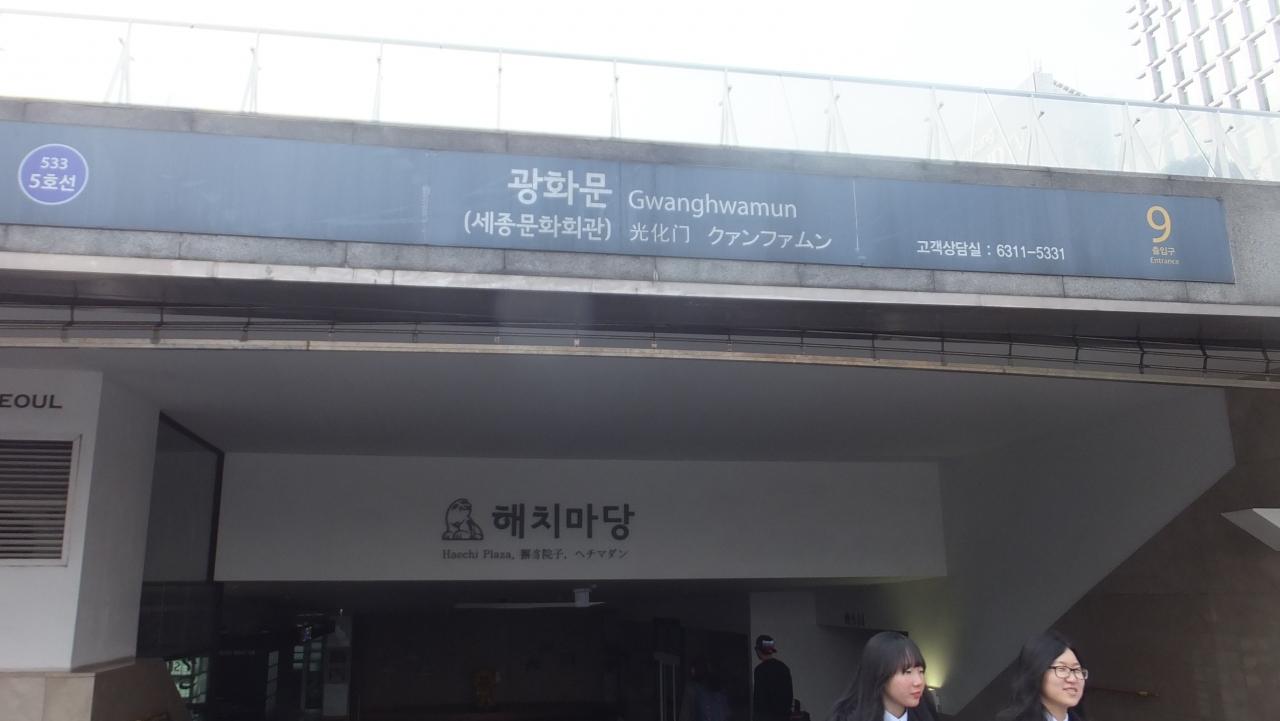 533
5호선
광화문 Gwanghwamun
(세종문화회관) 光化门 クァンファムン
고객상담실 : 6311-5331
9
출입구
Entrance
EOUL
해치마당
Haechi Plaza, 獬豸院子, ヘチマダン